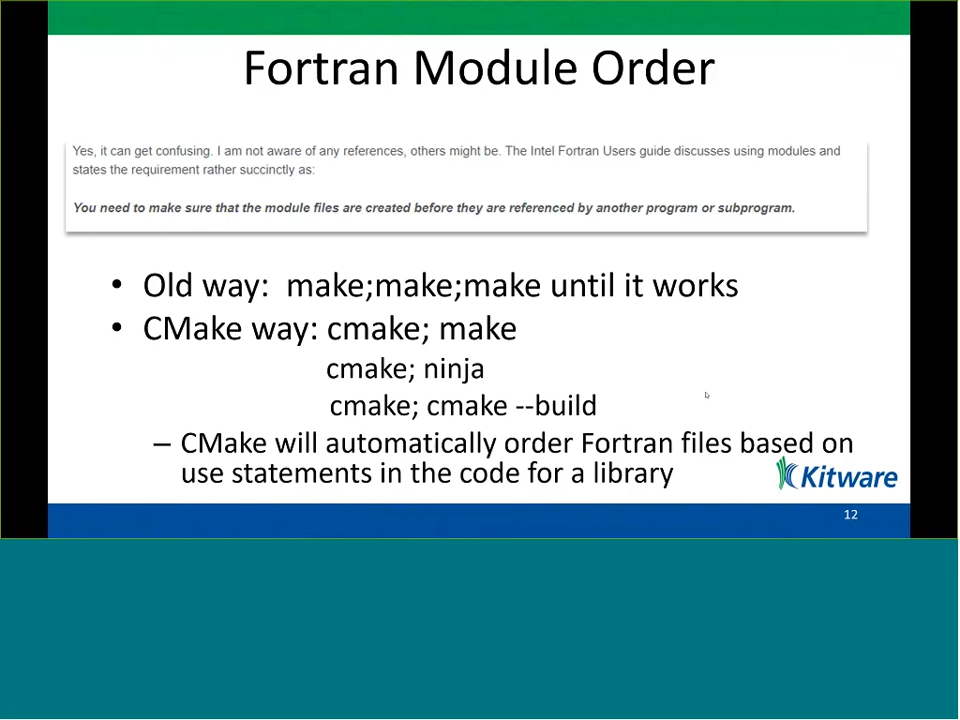 Fortran Module Order
Yes, it can get confusing. I am not aware of any references, others might be. The Intel Fortran Users guide discusses using modules and
states the requirement rather succinctly as:
You need to make sure that the module files are created before they are referenced by another program or subprogram.
• Old way:  make;make;make until it works
• CMake way: cmake; make
cmake; ninja
cmake; cmake --build
– CMake will automatically order Fortran files based on
use statements in the code for a library
Kitware
12